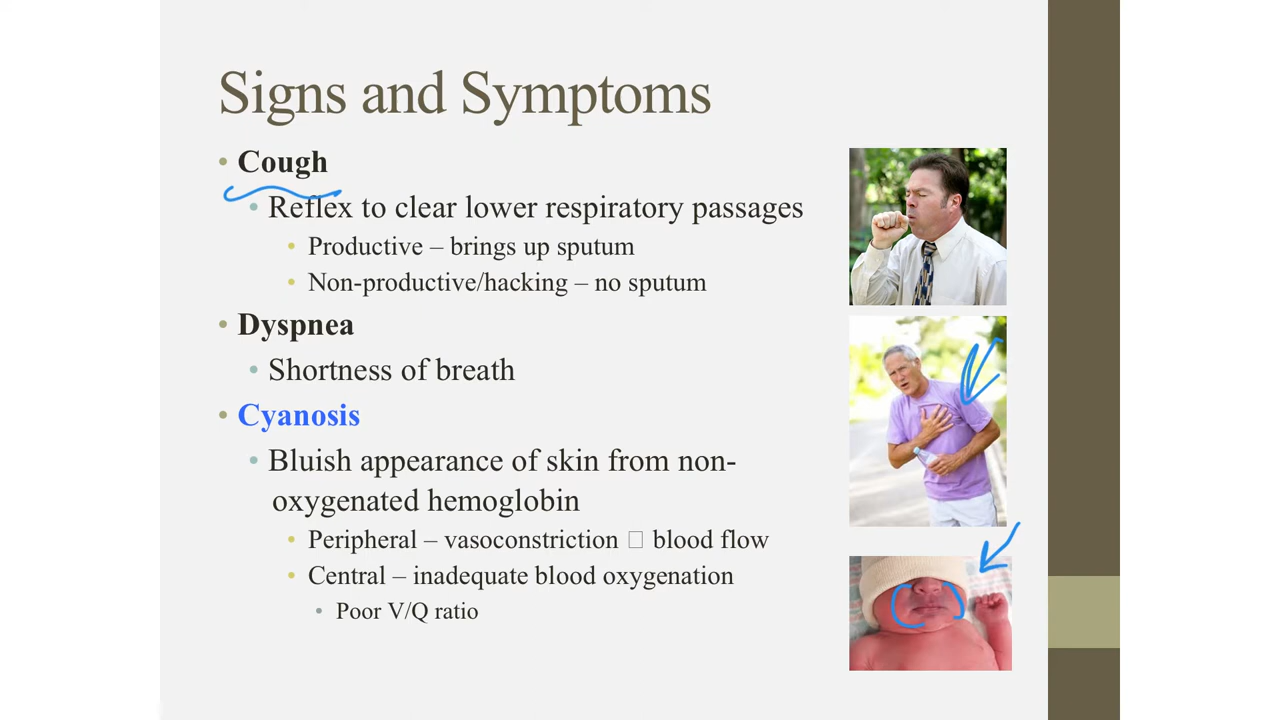 Signs and Symptoms
• Cough
• Reflex to clear lower respiratory passages
• Productive – brings up sputum
• Non-productive/hacking – no sputum
• Dyspnea
• Shortness of breath
• Cyanosis
• Bluish appearance of skin from non-
oxygenated hemoglobin
• Peripheral – vasoconstriction □ blood flow
• Central – inadequate blood oxygenation
• Poor V/Q ratio